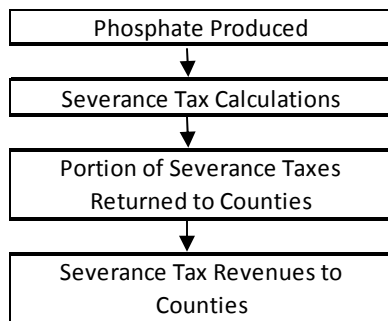 Phosphate Produced
Severance Tax Calculations
Portion of Severance Taxes
Returned to Counties
Severance Tax Revenues to
Counties